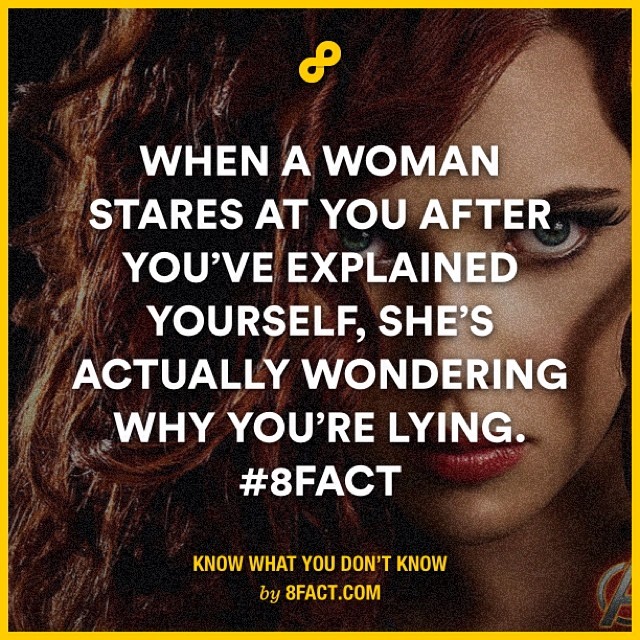 WHEN A WOMAN
STARES AT YOU AFTER
YOU’VE EXPLAINED
YOURSELF, SHE’S
ACTUALLY WONDERING
WHY YOU’RE LYING.
#8FACT
KNOW WHAT YOU DON’T KNOW
by 8FACT.COM